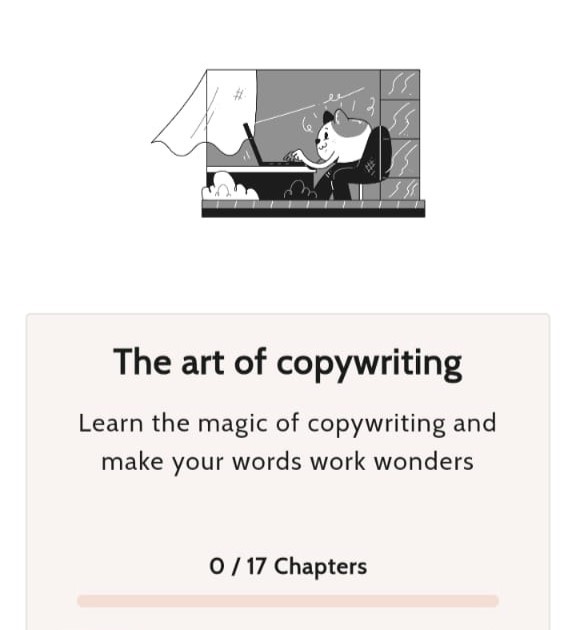 The art of copywriting
Learn the magic of copywriting and
make your words work wonders
0 / 17 Chapters